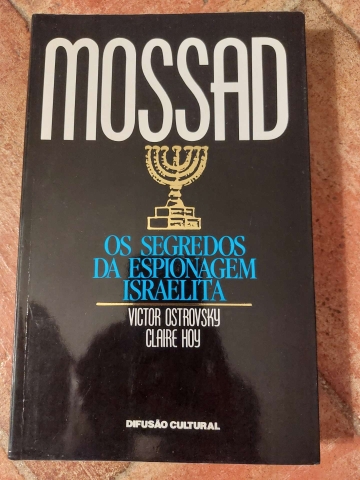 MOSSAD
OS SEGREDOS
DA ESPIONAGEM
ISRAELITA
VICTOR OSTROVSKY
CLAIRE HOY
DIFUSÃO CULTURAL